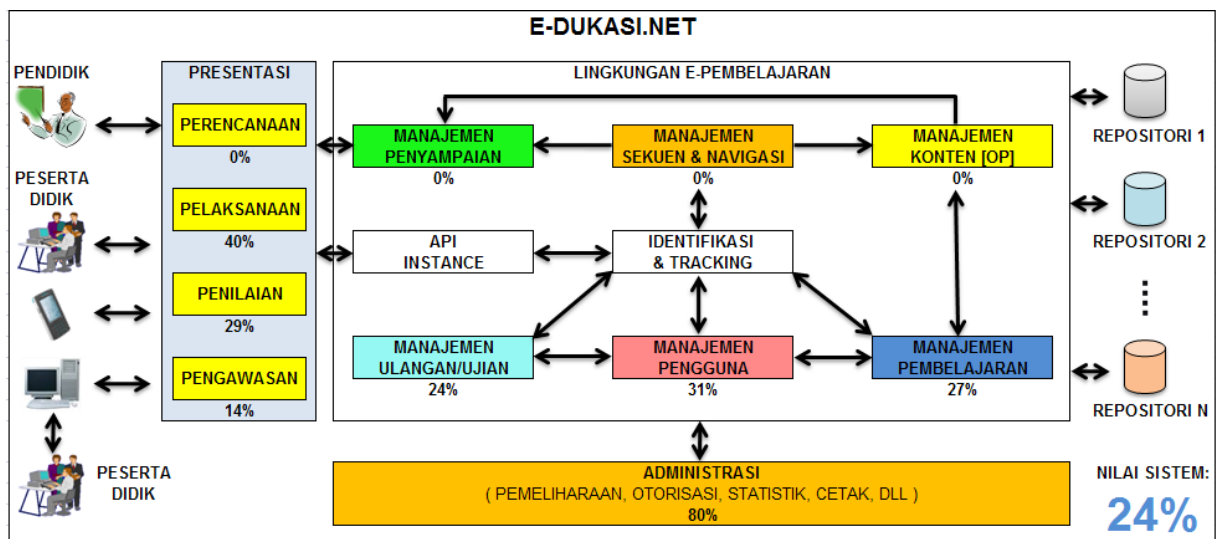 E-DUKASI.NET
PENDIDIK
PRESENTASI
LINGKUNGAN E-PEMBELAJARAN
PERENCANAAN
0%
MANAJEMEN
PENYAMPAIAN
0%
MANAJEMEN
SEKUEN & NAVIGASI
0%
MANAJEMEN
KONTEN [OP]
0%
REPOSITORI 1
PESERTA
DIDIK
PELAKSANAAN
40%
API
INSTANCE
IDENTIFIKASI
& TRACKING
REPOSITORI 2
PENILAIAN
29%
PENGAWASAN
14%
MANAJEMEN
ULANGAN/UJIAN
24%
MANAJEMEN
PENGGUNA
31%
MANAJEMEN
PEMBELAJARAN
27%
REPOSITORI N
PESERTA
DIDIK
ADMINISTRASI
( PEMELIHARAAN, OTORISASI, STATISTIK, CETAK, DLL )
80%
NILAI SISTEM:
24%